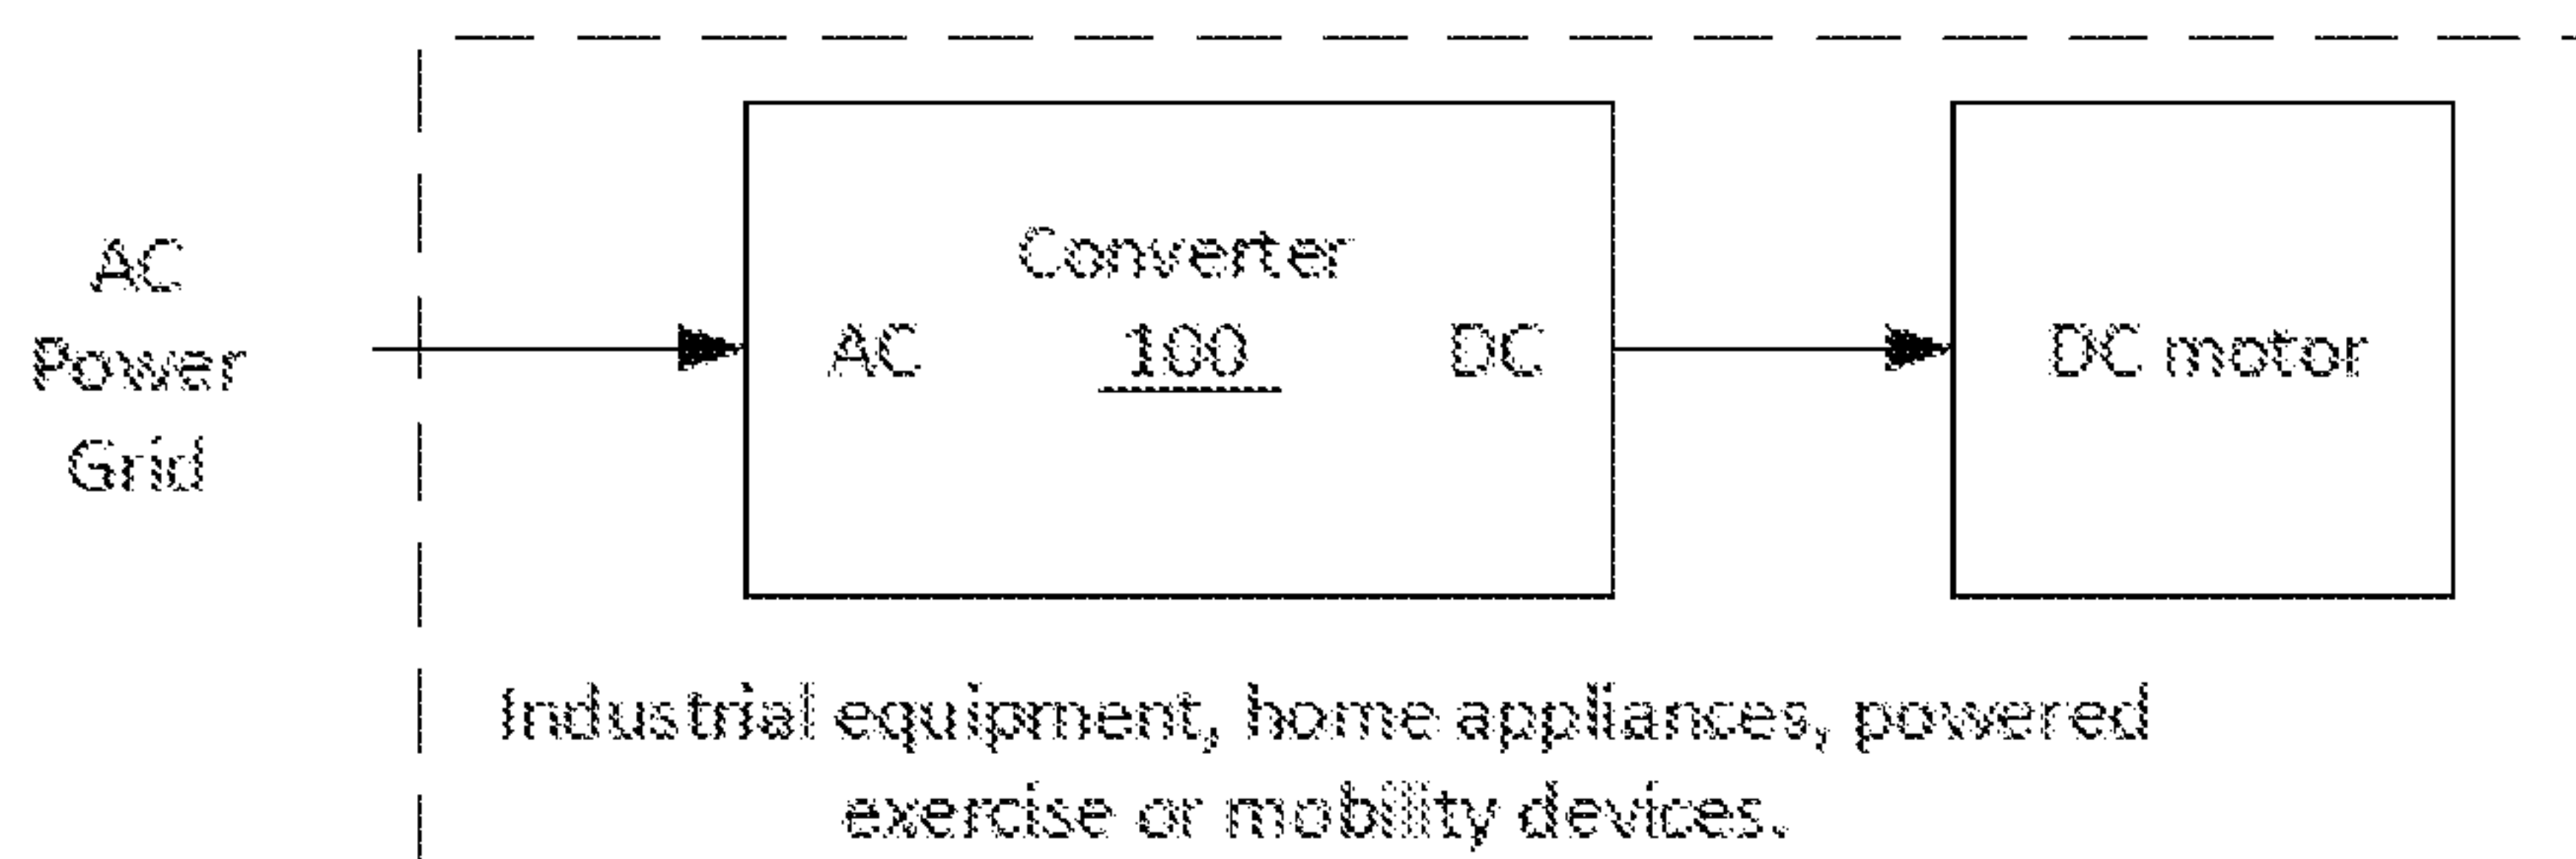 AC
Power
Grid
Converter
AC 100 DC
DC motor
Industrial equipment, home appliances, powered
exercise or mobility devices.